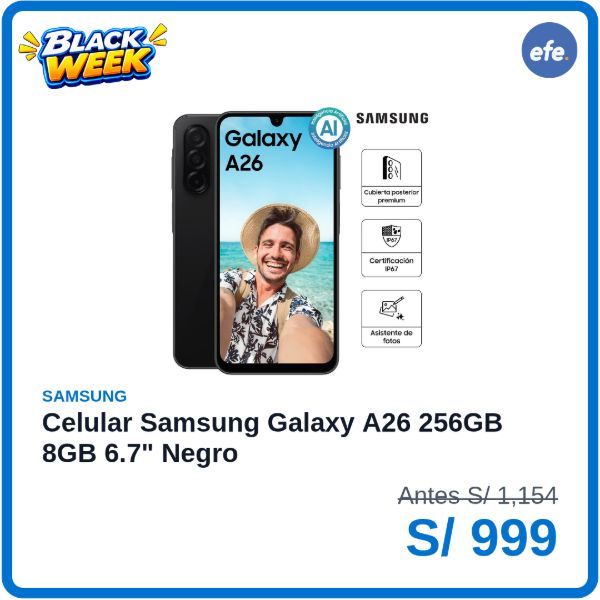 BLACK
WEEK
efe.
Galaxy
A26
AI
SAMSUNG
Cubierta posterior
premium
IP67
Certificación
IP67
Asistente de
fotos
SAMSUNG
Celular Samsung Galaxy A26 256GB
8GB 6.7" Negro
Antes S/ 1,154
S/ 999